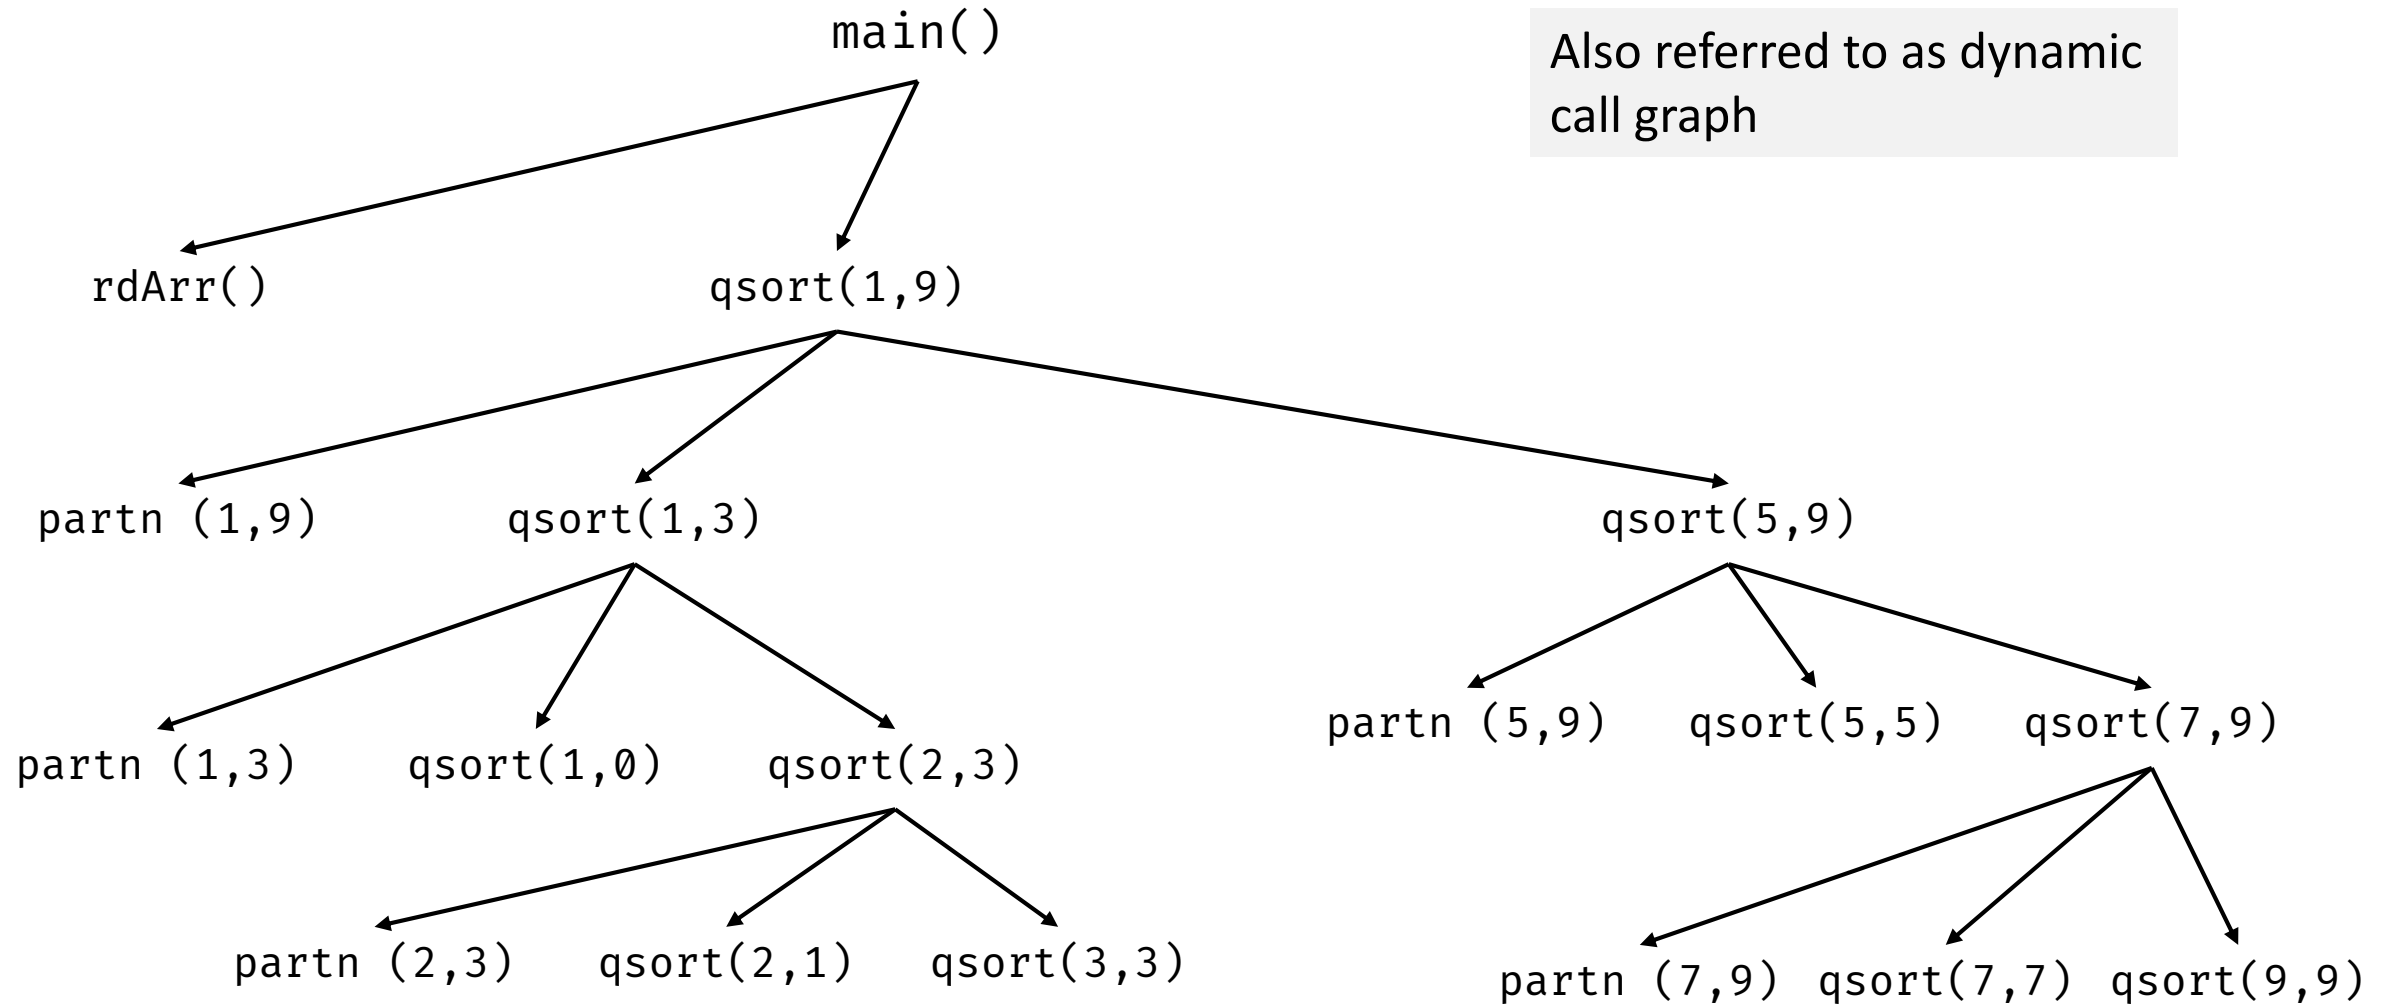 main()
Also referred to as dynamic
call graph
rdArr()
qsort(1,9)
partn (1,9)
qsort(1,3)
qsort(5,9)
partn (5,9)
qsort(5,5)
qsort(7,9)
partn (1,3)
qsort(1,0)
qsort(2,3)
partn (2,3)
qsort(2,1)
qsort(3,3)
partn (7,9)
qsort(7,7)
qsort(9,9)